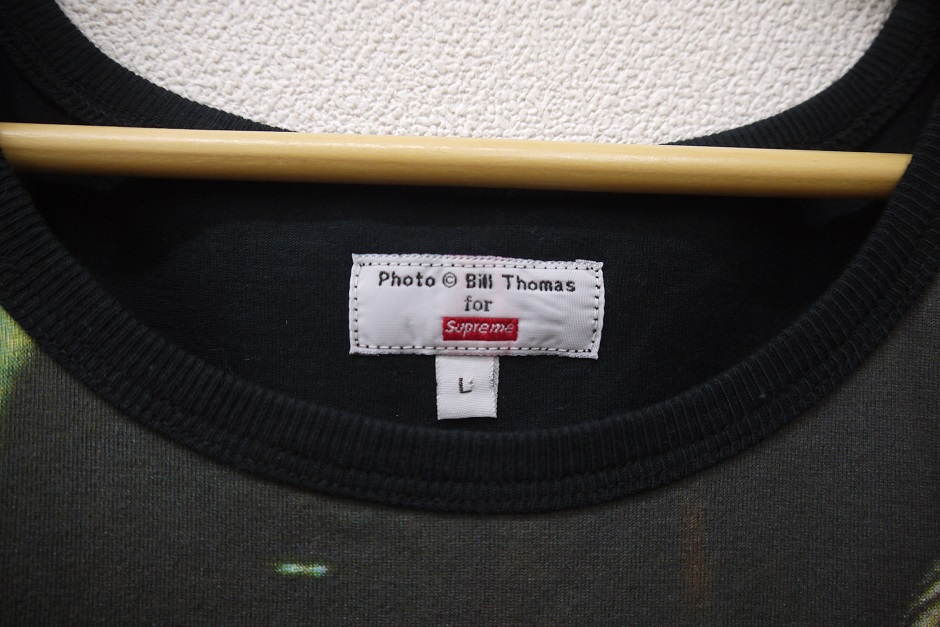 Photo © Bill Thomas
for
Supreme
L